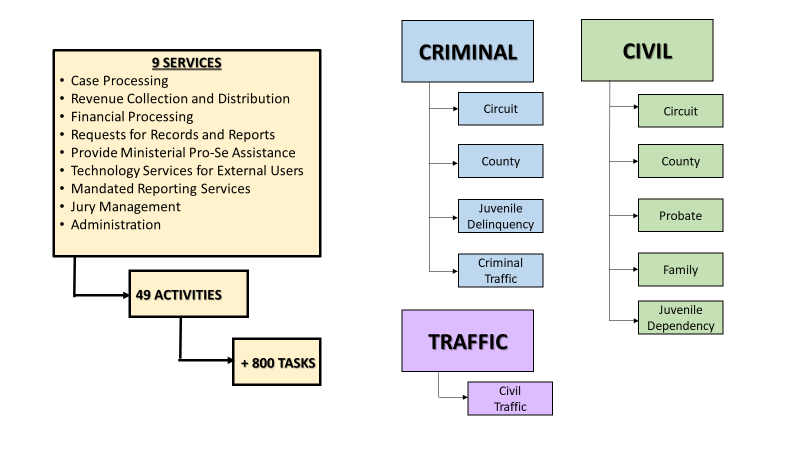 9 SERVICES
• Case Processing
• Revenue Collection and Distribution
• Financial Processing
• Requests for Records and Reports
• Provide Ministerial Pro-Se Assistance
• Technology Services for External Users
• Mandated Reporting Services
• Jury Management
• Administration
49 ACTIVITIES
+ 800 TASKS
CRIMINAL
Circuit
County
Juvenile
Delinquency
Criminal
Traffic
TRAFFIC
Civil
Traffic
CIVIL
Circuit
County
Probate
Family
Juvenile
Dependency